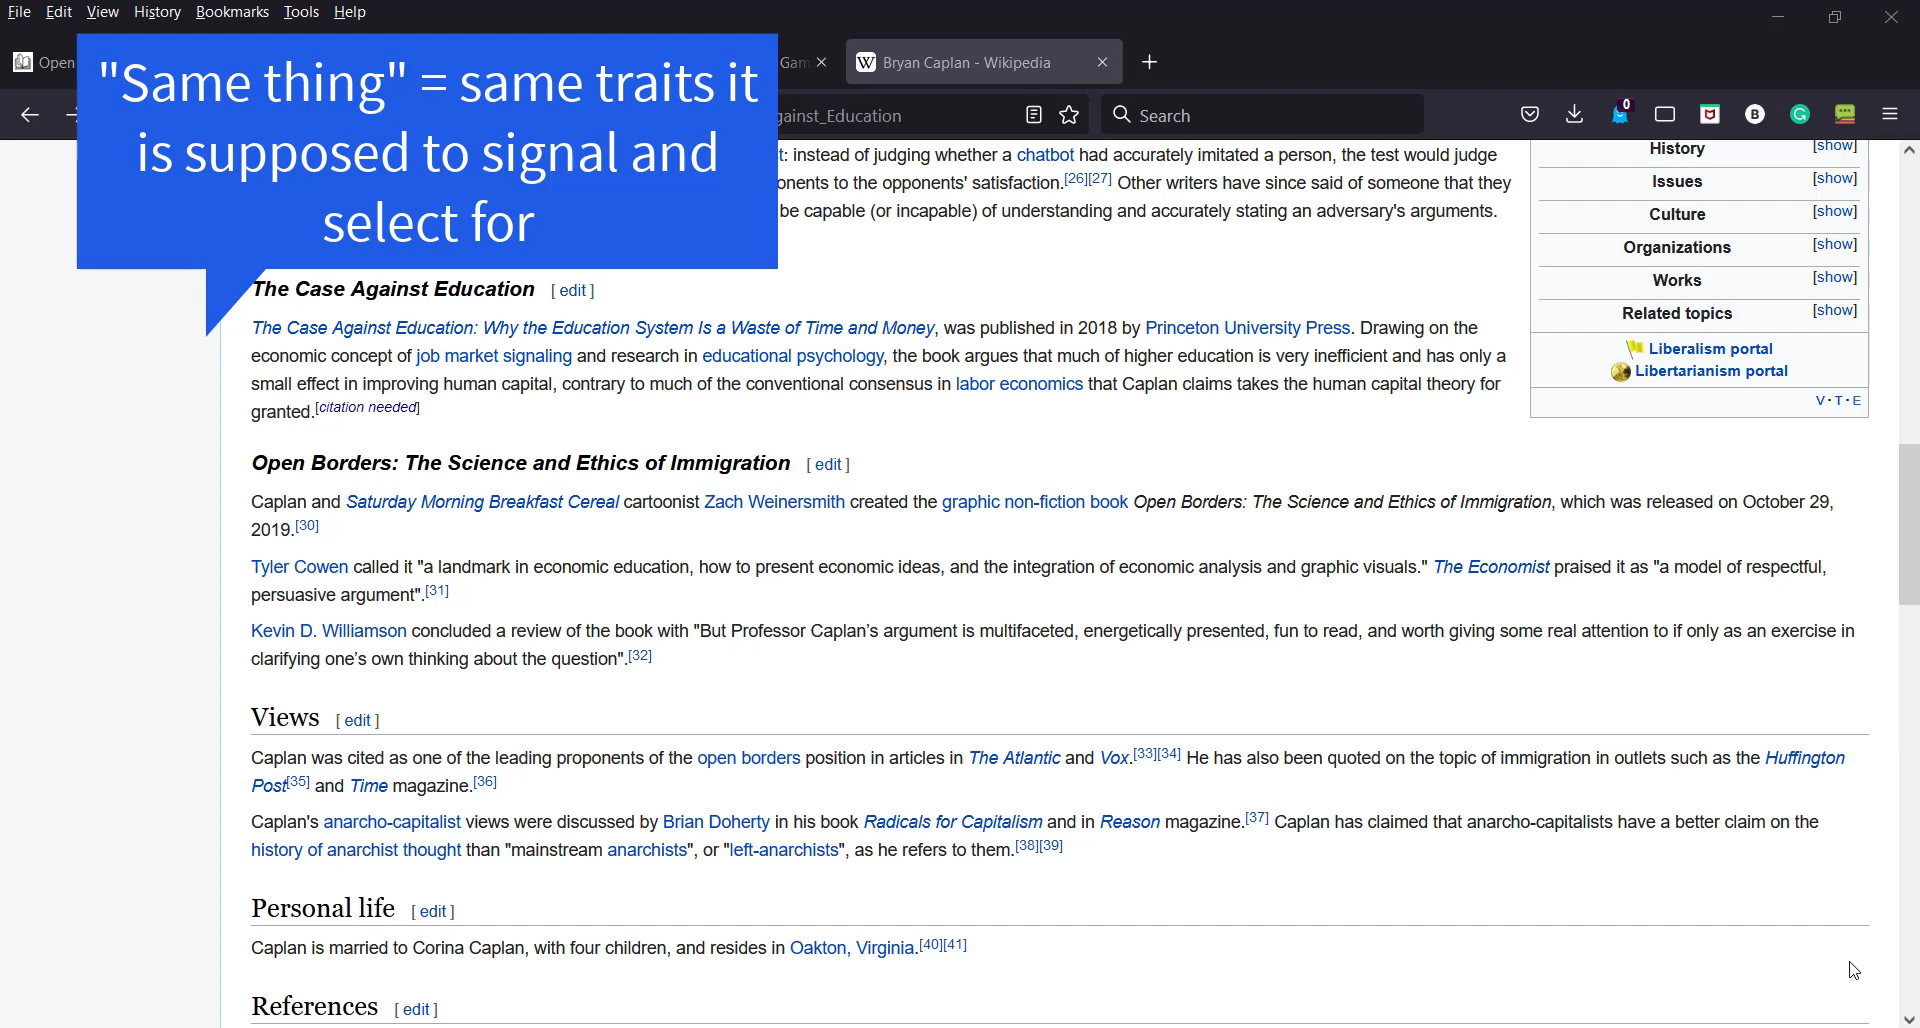 File Edit View History Bookmarks Tools Help
Open
Gam
Bryan Caplan - Wikipedia
"Same thing" = same traits it
is supposed to signal and
select for
gainst_Education
Search
0
B
t: instead of judging whether a chatbot had accurately imitated a person, the test would judge
onents to the opponents' satisfaction.[26][27] Other writers have since said of someone that they
be capable (or incapable) of understanding and accurately stating an adversary's arguments.
History [show]
Issues [show]
Culture [show]
Organizations [show]
Works [show]
Related topics [show]
Liberalism portal
Libertarianism portal
V · T · E
The Case Against Education [ edit ]
The Case Against Education: Why the Education System Is a Waste of Time and Money, was published in 2018 by Princeton University Press. Drawing on the
economic concept of job market signaling and research in educational psychology, the book argues that much of higher education is very inefficient and has only a
small effect in improving human capital, contrary to much of the conventional consensus in labor economics that Caplan claims takes the human capital theory for
granted.[citation needed]
Open Borders: The Science and Ethics of Immigration [ edit ]
Caplan and Saturday Morning Breakfast Cereal cartoonist Zach Weinersmith created the graphic non-fiction book Open Borders: The Science and Ethics of Immigration, which was released on October 29,
2019.[30]
Tyler Cowen called it "a landmark in economic education, how to present economic ideas, and the integration of economic analysis and graphic visuals." The Economist praised it as "a model of respectful,
persuasive argument".[31]
Kevin D. Williamson concluded a review of the book with "But Professor Caplan’s argument is multifaceted, energetically presented, fun to read, and worth giving some real attention to if only as an exercise in
clarifying one’s own thinking about the question".[32]
Views [ edit ]
Caplan was cited as one of the leading proponents of the open borders position in articles in The Atlantic and Vox.[33][34] He has also been quoted on the topic of immigration in outlets such as the Huffington
Post[35] and Time magazine.[36]
Caplan's anarcho-capitalist views were discussed by Brian Doherty in his book Radicals for Capitalism and in Reason magazine.[37] Caplan has claimed that anarcho-capitalists have a better claim on the
history of anarchist thought than "mainstream anarchists", or "left-anarchists", as he refers to them.[38][39]
Personal life [ edit ]
Caplan is married to Corina Caplan, with four children, and resides in Oakton, Virginia.[40][41]
References [ edit ]